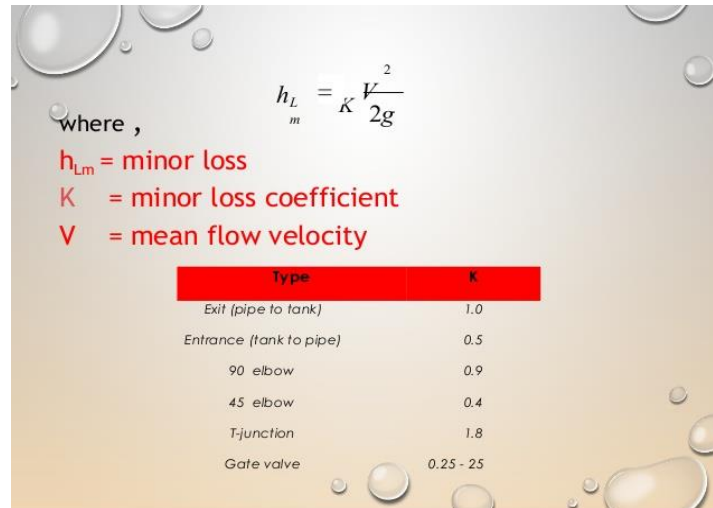 h_Lm = K V^2/2g
where ,
h_Lm = minor loss
K = minor loss coefficient
V = mean flow velocity
Type K
Exit (pipe to tank) 1.0
Entrance (tank to pipe) 0.5
90 elbow 0.9
45 elbow 0.4
T-junction 1.8
Gate valve 0.25 - 25